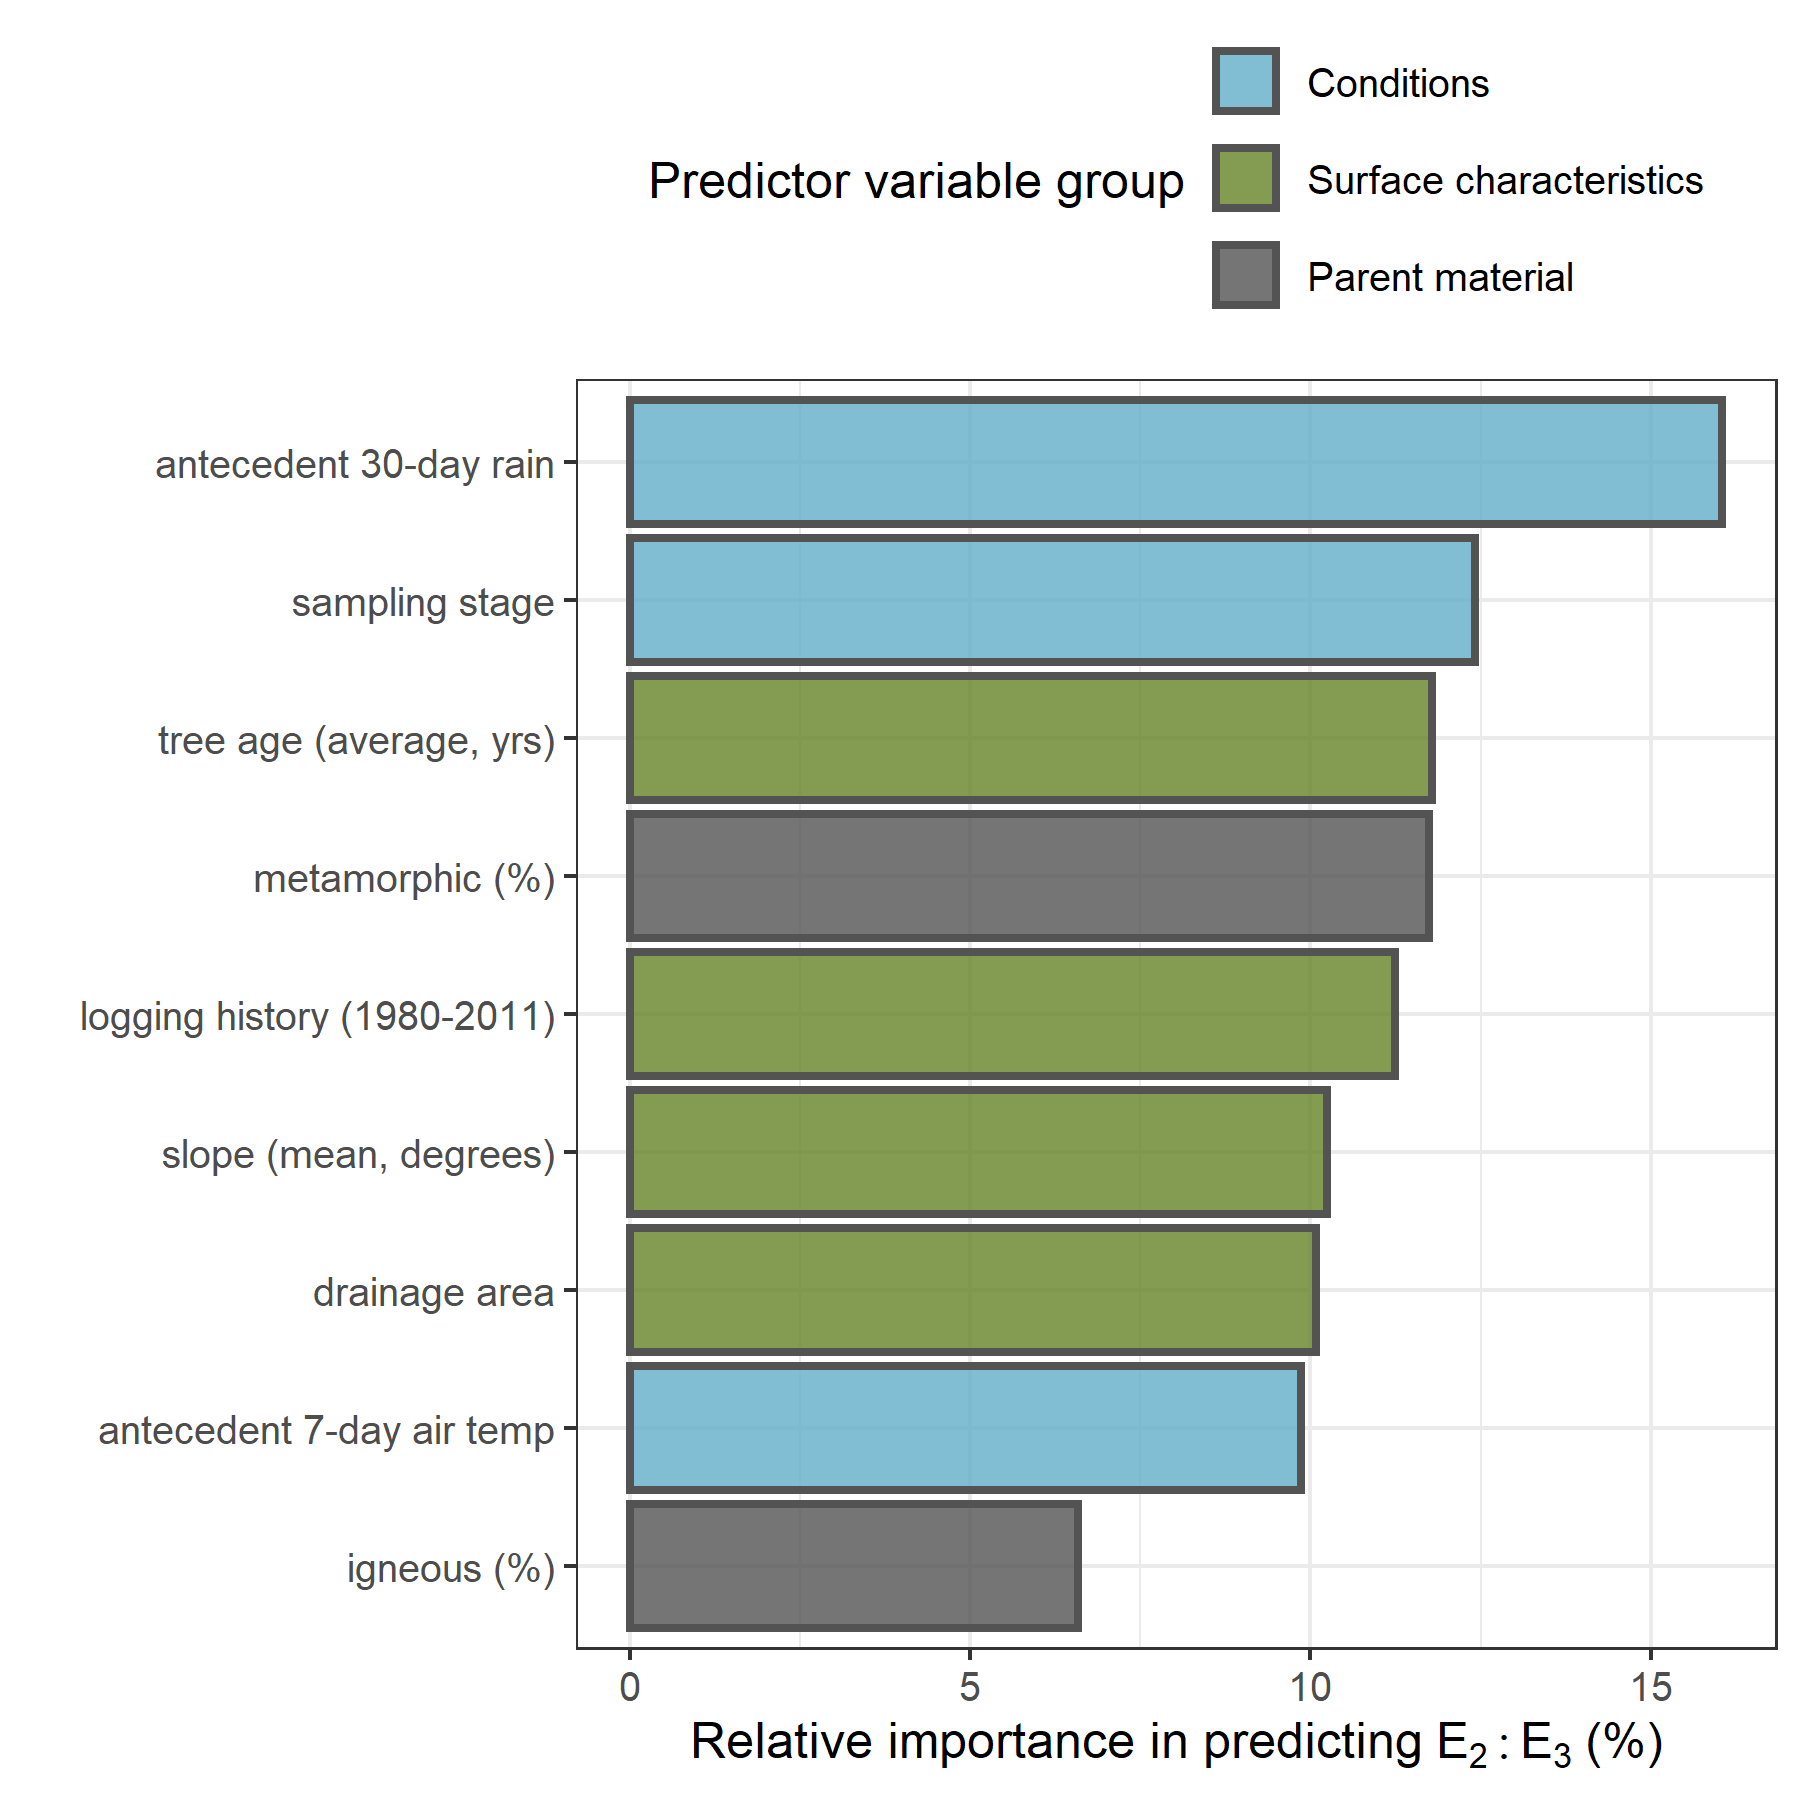 Predictor variable group
Conditions
Surface characteristics
Parent material
antecedent 30-day rain
sampling stage
tree age (average, yrs)
metamorphic (%)
logging history (1980-2011)
slope (mean, degrees)
drainage area
antecedent 7-day air temp
igneous (%)
0 5 10 15
Relative importance in predicting E₂ : E₃ (%)